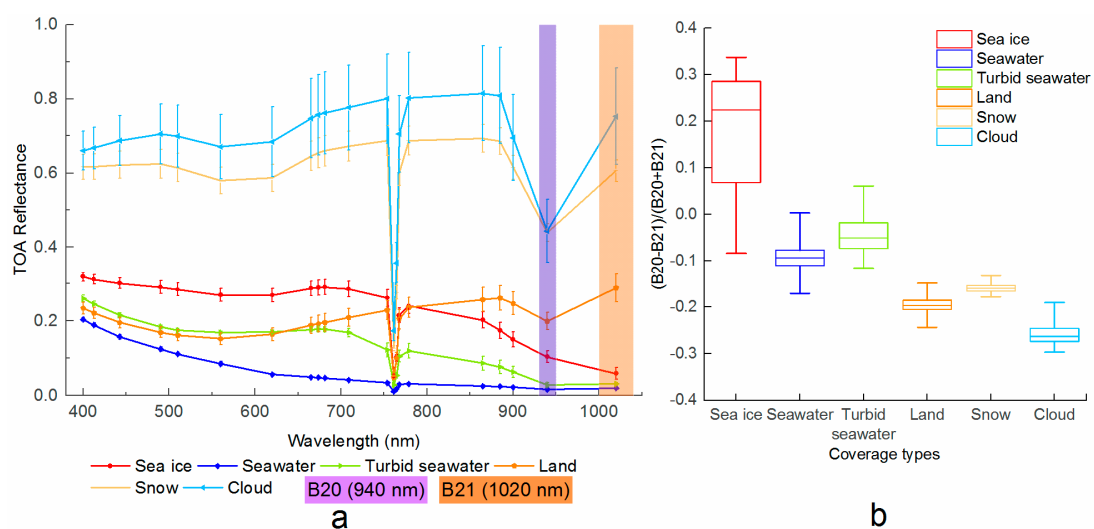 1.0
0.8
0.6
0.4
0.2
0.0
TOA Reflectance
400 500 600 700 800 900 1000
Wavelength (nm)
Sea ice Seawater Turbid seawater Land
Snow Cloud B20 (940 nm) B21 (1020 nm)
a
0.4
0.3
0.2
0.1
0.0
-0.1
-0.2
-0.3
-0.4
(B20-B21)/(B20+B21)
Sea ice
Seawater
Turbid seawater
Land
Snow
Cloud
Sea ice Seawater Turbid Land Snow Cloud
seawater
Coverage types
b